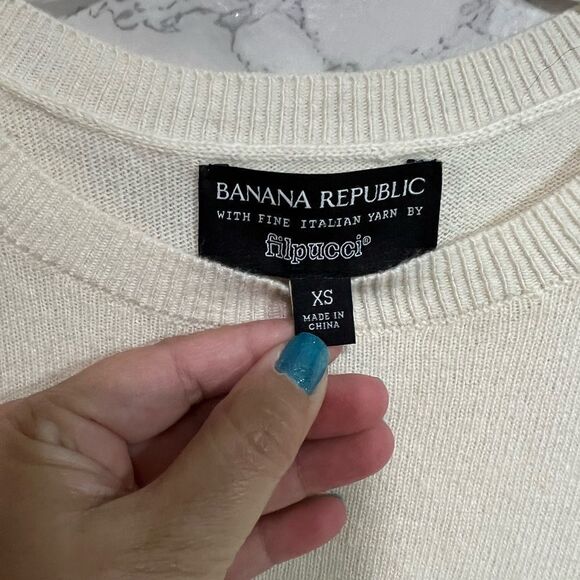 BANANA REPUBLIC
WITH FINE ITALIAN YARN BY
filpucci®
XS
MADE IN
CHINA